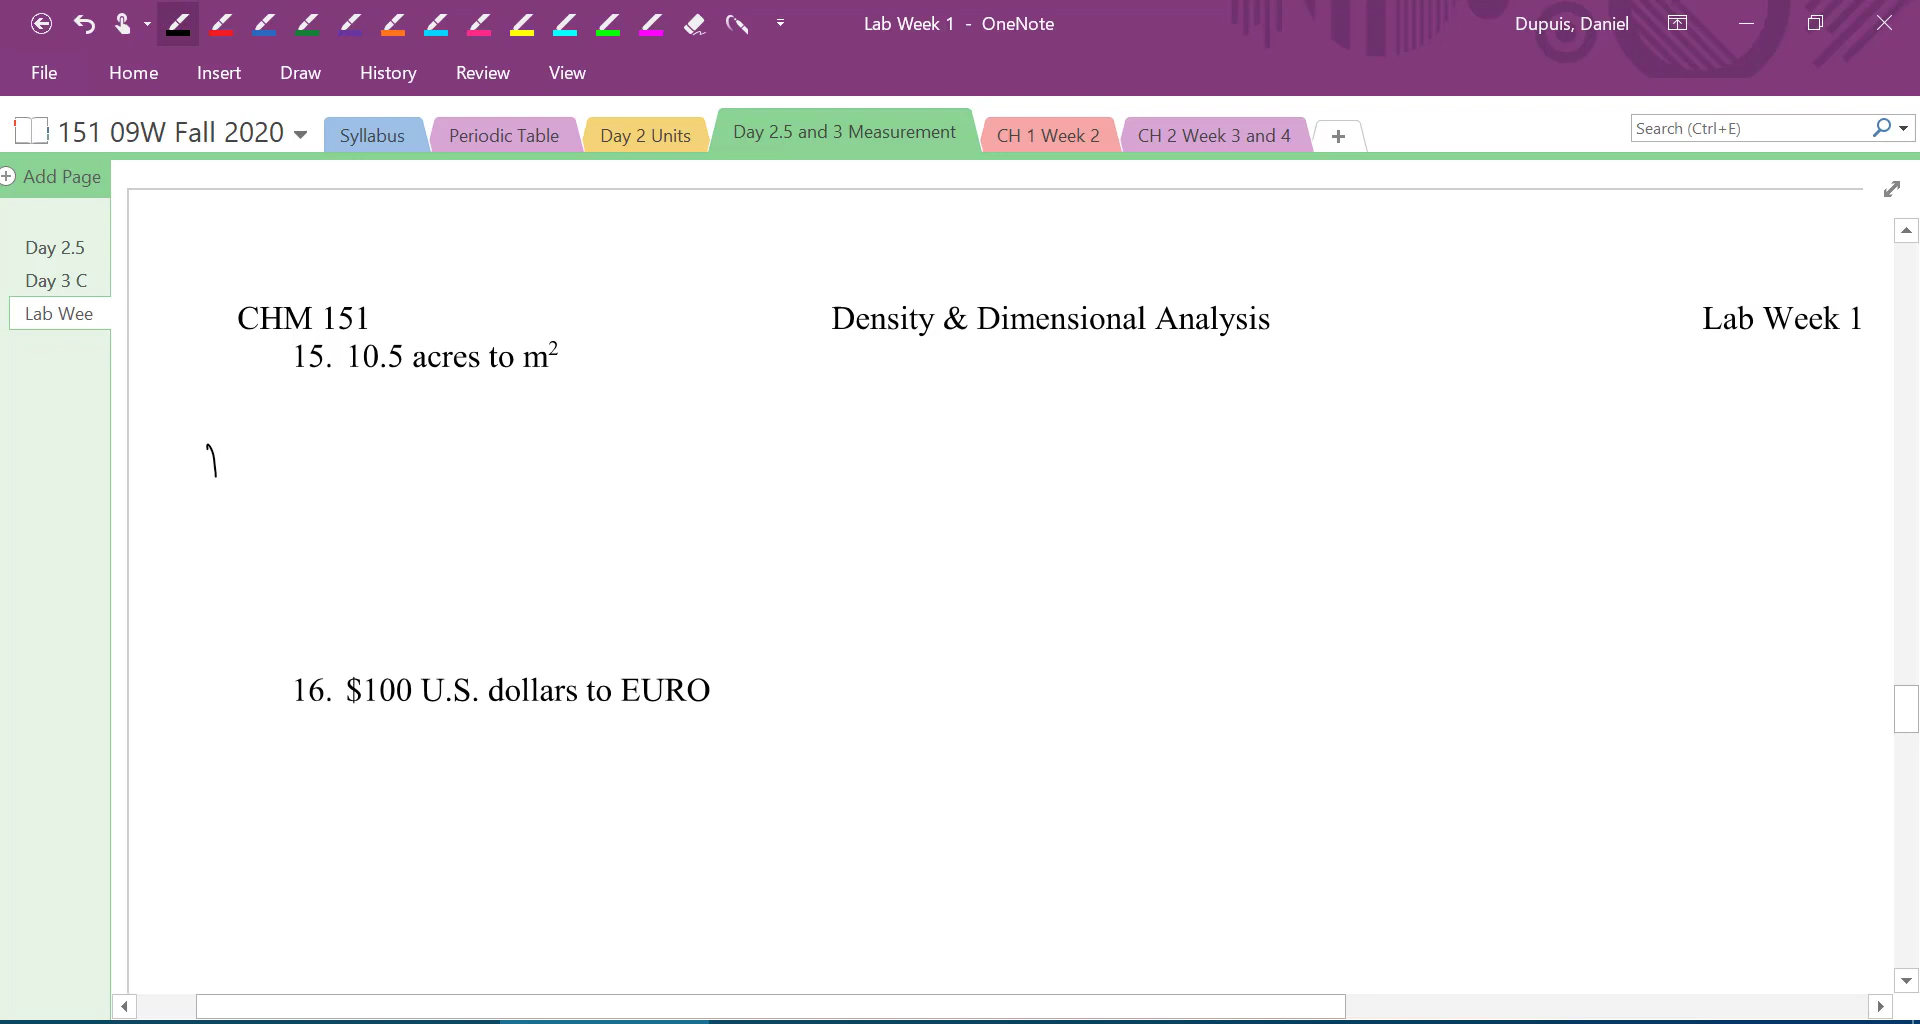 Lab Week 1 - OneNote
Dupuis, Daniel
File Home Insert Draw History Review View
151 09W Fall 2020
Syllabus
Periodic Table
Day 2 Units
Day 2.5 and 3 Measurement
CH 1 Week 2
CH 2 Week 3 and 4
+
Search (Ctrl+E)
Add Page
Day 2.5
Day 3 C
Lab Wee
CHM 151 Density & Dimensional Analysis Lab Week 1
15. 10.5 acres to m²
16. $100 U.S. dollars to EURO